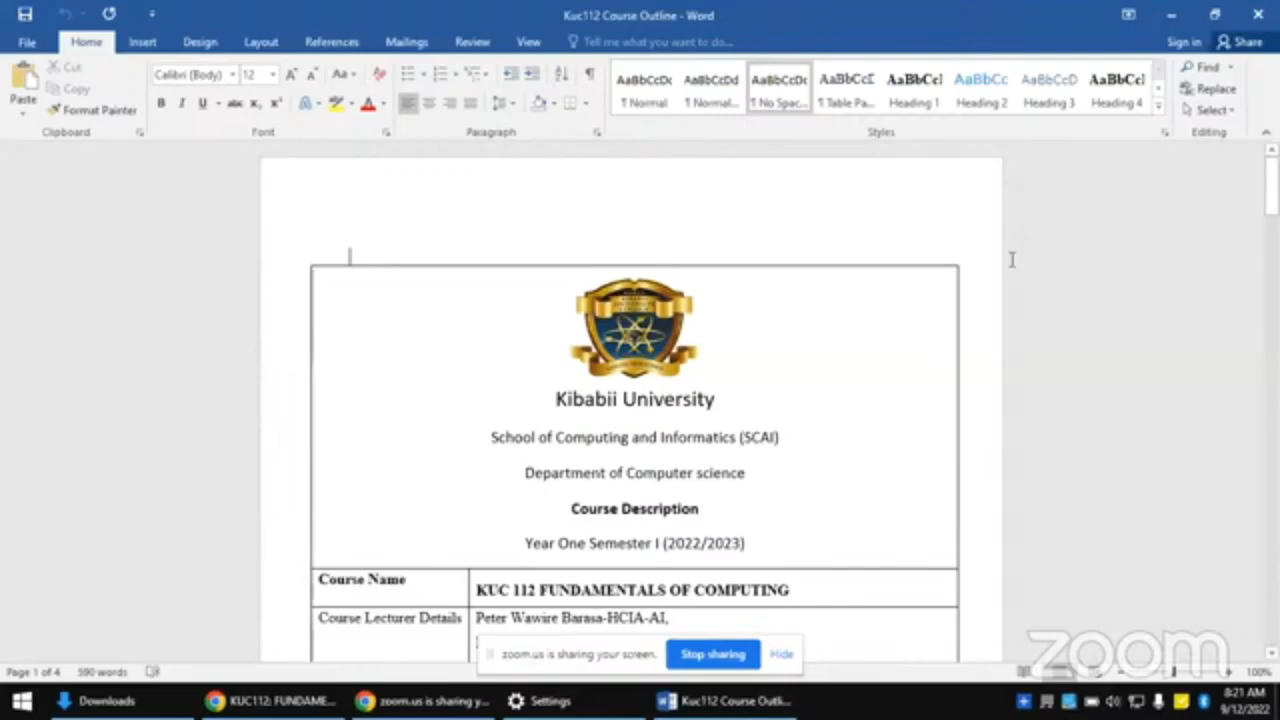 Kuc112 Course Outline - Word
File Home Insert Design Layout References Mailings Review View Tell me what you want to do... Sign in Share
Paste
Cut
Copy
Format Painter
Clipboard
Calibri (Body) 12
Font
Paragraph
AaBbCcDc AaBbCcDd AaBbCcDc AaBbCcD AaBbCcl AaBbCc AaBbCcD AaBbCcl
¶ Normal ¶ Normal... ¶ No Spac... ¶ Table Pa... Heading 1 Heading 2 Heading 3 Heading 4
Styles
Find
Replace
Select
Editing
Kibabii University
School of Computing and Informatics (SCAI)
Department of Computer science
Course Description
Year One Semester I (2022/2023)
Course Name
KUC 112 FUNDAMENTALS OF COMPUTING
Course Lecturer Details
Peter Wawire Barasa-HCIA-AI,
zoom.us is sharing your screen. Stop sharing Hide
zoom
Page 1 of 4 590 words
100%
Downloads
KUC112: FUNDAME...
zoom.us is sharing y...
Settings
Kuc112 Course Outli...
8:21 AM
9/12/2022